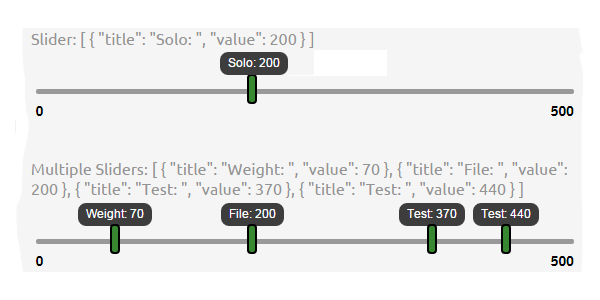 Slider: [ { "title": "Solo: ", "value": 200 } ]
Solo: 200
0 500
Multiple Sliders: [ { "title": "Weight: ", "value": 70 }, { "title": "File: ", "value":
200 }, { "title": "Test: ", "value": 370 }, { "title": "Test: ", "value": 440 } ]
Weight: 70 File: 200 Test: 370 Test: 440
0 500